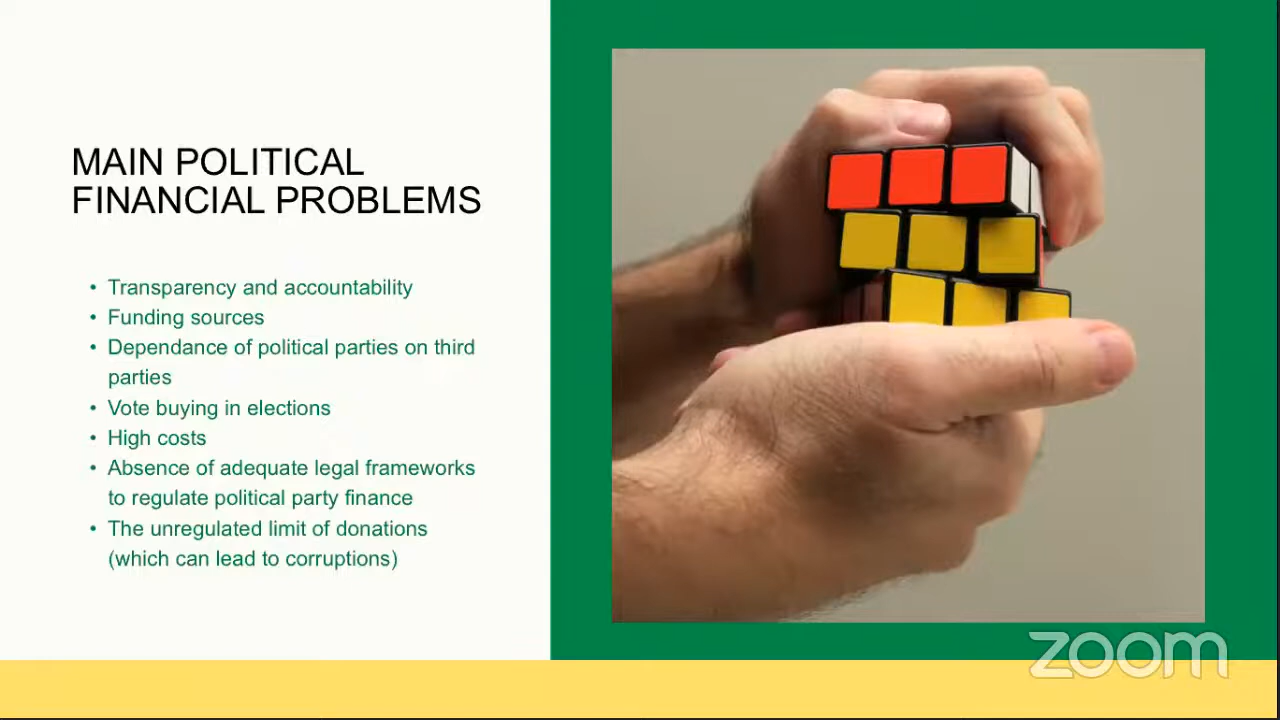 MAIN POLITICAL
FINANCIAL PROBLEMS
• Transparency and accountability
• Funding sources
• Dependance of political parties on third
parties
• Vote buying in elections
• High costs
• Absence of adequate legal frameworks
to regulate political party finance
• The unregulated limit of donations
(which can lead to corruptions)
zoom